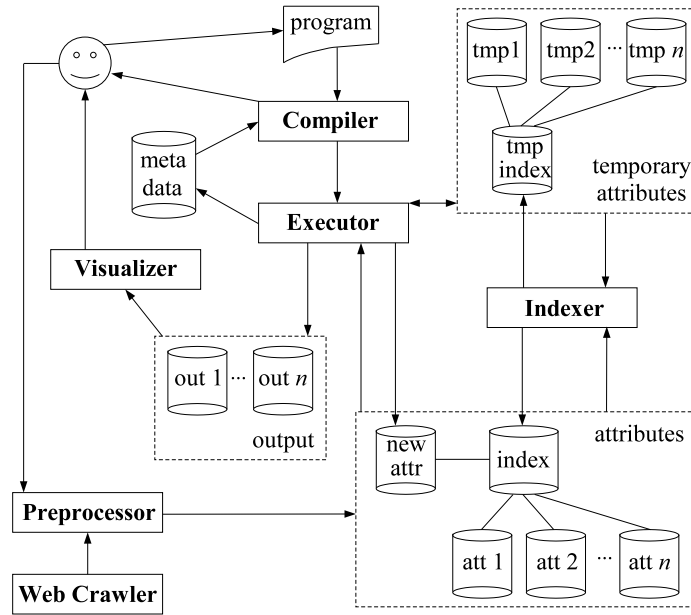 program
tmp1
tmp2
...
tmp n
Compiler
meta
data
tmp
index
temporary
attributes
Executor
Visualizer
Indexer
out 1
...
out n
output
attributes
new
attr
index
Preprocessor
att 1
att 2
...
att n
Web Crawler